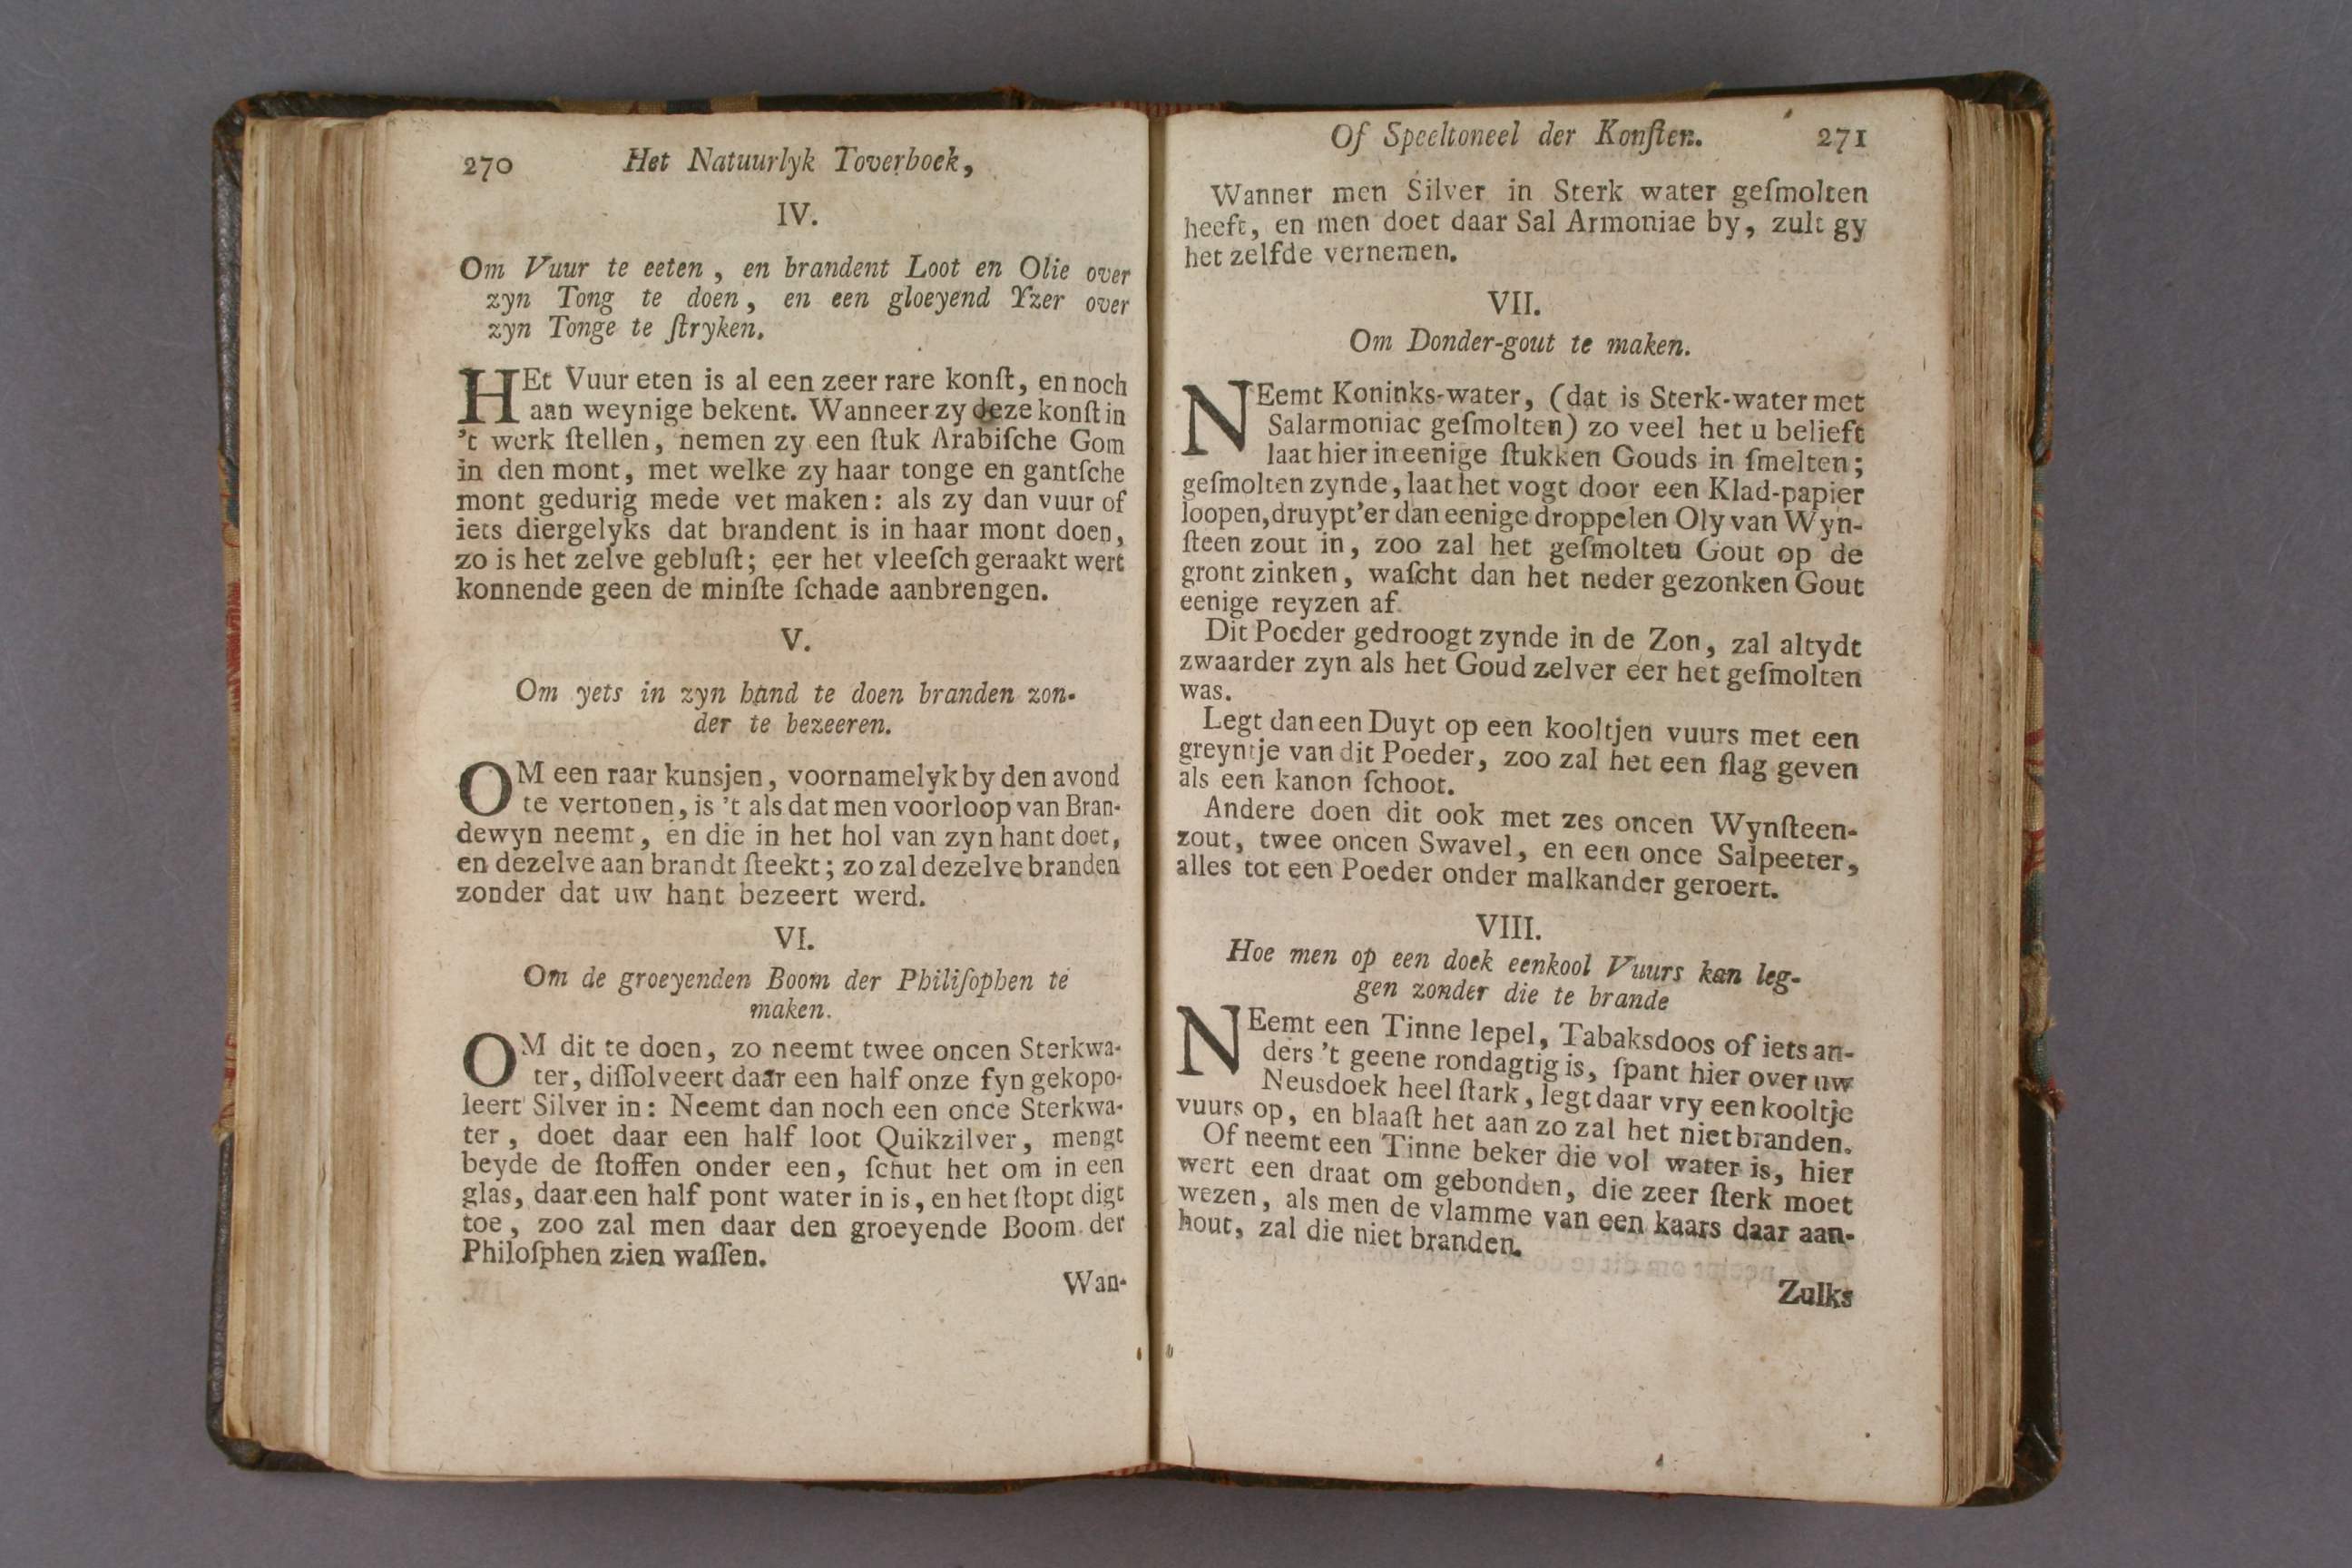 270 Het Natuurlyk Toverboek,
IV.
Om Vuur te eeten, en brandent Loot en Olie over
zyn Tong te doen, en een gloeyend Yzer over
zyn Tonge te ſtryken.
HEt Vuur eten is al een zeer rare konſt, en noch
aan weynige bekent. Wanneer zy deze konſt in
't werk ſtellen, nemen zy een ſtuk Arabiſche Gom
in den mont, met welke zy haar tonge en gantſche
mont gedurig mede vet maken: als zy dan vuur of
iets diergelyks dat brandent is in haar mont doen,
zo is het zelve gebluſt; eer het vleeſch geraakt wert
konnende geen de minſte ſchade aanbrengen.
V.
Om yets in zyn hand te doen branden zon-
der te bezeeren.
OM een raar kunsjen, voornamelyk by den avond
te vertonen, is 't als dat men voorloop van Bran-
dewyn neemt, en die in het hol van zyn hant doet,
en dezelve aan brandt ſteekt; zo zal dezelve branden
zonder dat uw hant bezeert werd.
VI.
Om de groeyenden Boom der Philiſophen te
maken.
OM dit te doen, zo neemt twee oncen Sterkwa-
ter, diſſolveert daar een half onze fyn gekopo-
leert Silver in: Neemt dan noch een once Sterkwa-
ter, doet daar een half loot Quikzilver, mengt
beyde de ſtoffen onder een, ſchut het om in een
glas, daar een half pont water in is, en het ſtopt digt
toe, zoo zal men daar den groeyende Boom der
Philoſphen zien waſſen.
Wan-
Of Speeltoneel der Konſten. 271
Wanner men Silver in Sterk water geſmolten
heeft, en men doet daar Sal Armoniae by, zult gy
het zelfde vernemen.
VII.
Om Donder-gout te maken.
NEemt Koninks-water, (dat is Sterk-water met
Salarmoniac geſmolten) zo veel het u belieft
laat hier in eenige ſtukken Gouds in ſmelten;
geſmolten zynde, laat het vogt door een Klad-papier
loopen, druypt'er dan eenige droppelen Oly van Wyn-
ſteen zout in, zoo zal het geſmolteu Gout op de
gront zinken, waſcht dan het neder gezonken Gout
eenige reyzen af.
Dit Poeder gedroogt zynde in de Zon, zal altydt
zwaarder zyn als het Goud zelver eer het geſmolten
was.
Legt dan een Duyt op een kooltjen vuurs met een
greyntje van dit Poeder, zoo zal het een ſlag geven
als een kanon ſchoot.
Andere doen dit ook met zes oncen Wynſteen-
zout, twee oncen Swavel, en een once Salpeeter,
alles tot een Poeder onder malkander geroert.
VIII.
Hoe men op een doek eenkool Vuurs kan leg-
gen zonder die te brande
NEemt een Tinne lepel, Tabaksdoos of iets an-
ders 't geene rondagtig is, ſpant hier over uw
Neusdoek heel ſtark, legt daar vry een kooltje
vuurs op, en blaaſt het aan zo zal het niet branden.
Of neemt een Tinne beker die vol water is, hier
wert een draat om gebonden, die zeer ſterk moet
wezen, als men de vlamme van een kaars daar aan-
hout, zal die niet branden.
Zulks